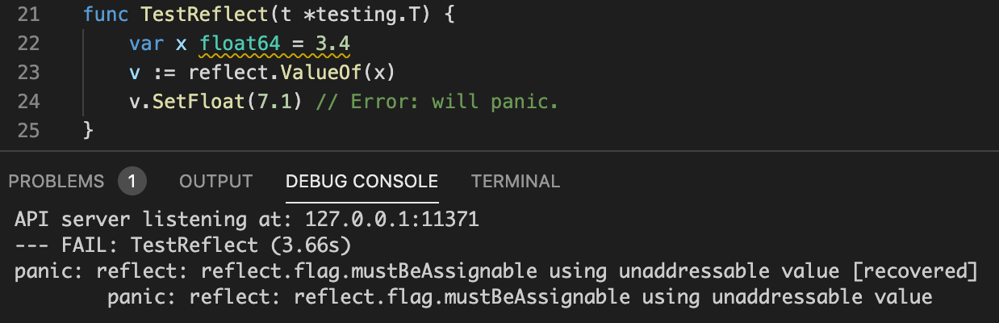 21 func TestReflect(t *testing.T) {
22 var x float64 = 3.4
23 v := reflect.ValueOf(x)
24 v.SetFloat(7.1) // Error: will panic.
25 }
PROBLEMS 1 OUTPUT DEBUG CONSOLE TERMINAL
API server listening at: 127.0.0.1:11371
--- FAIL: TestReflect (3.66s)
panic: reflect: reflect.flag.mustBeAssignable using unaddressable value [recovered]
panic: reflect: reflect.flag.mustBeAssignable using unaddressable value